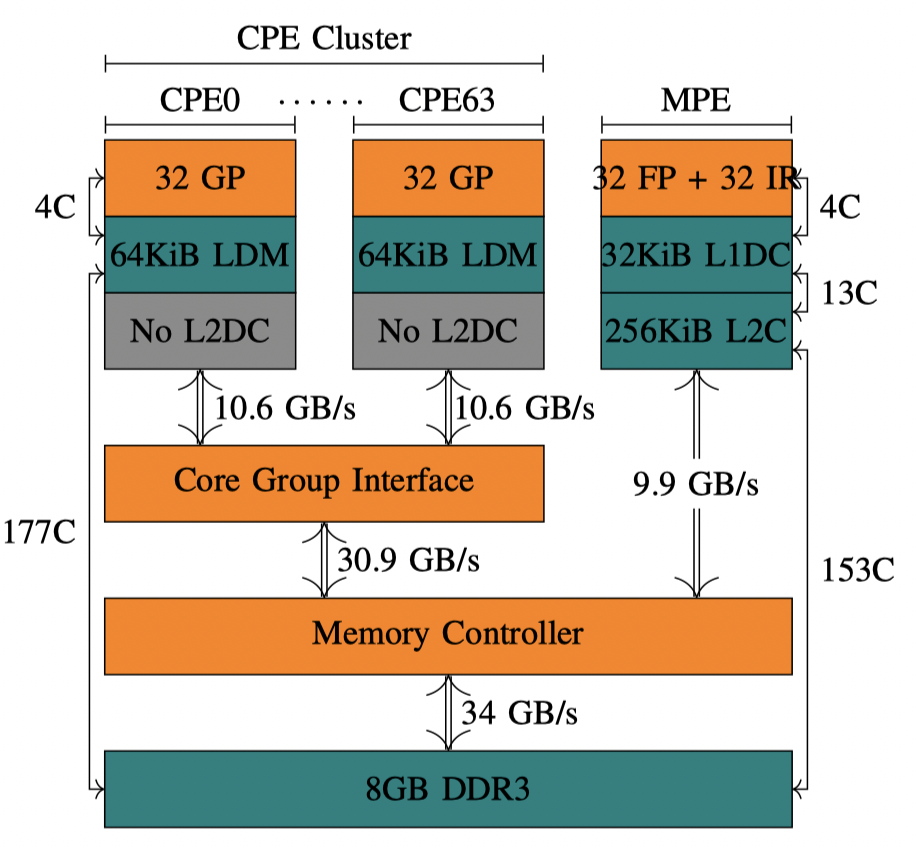 CPE Cluster
CPE0 ...... CPE63 MPE
32 GP 32 GP 32 FP + 32 IR
4C 4C
64KiB LDM 64KiB LDM 32KiB L1DC
13C
No L2DC No L2DC 256KiB L2C
10.6 GB/s 10.6 GB/s
Core Group Interface 9.9 GB/s
177C
30.9 GB/s 153C
Memory Controller
34 GB/s
8GB DDR3